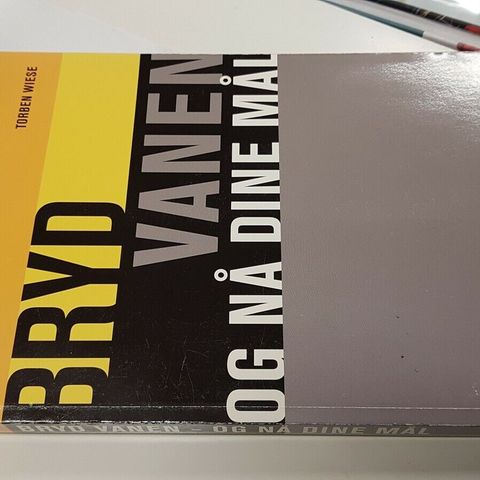 TORBEN WIESE
BRYD
VANEN
OG NÅ DINE MÅL
BRYD VANEN - OG NÅ DINE MÅL